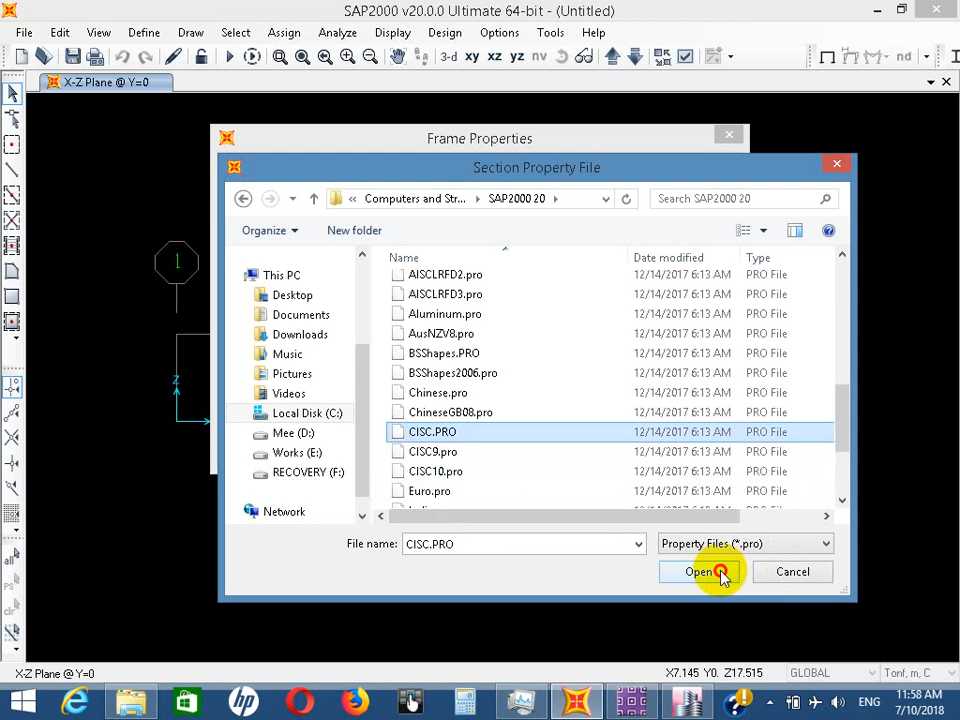 SAP2000 v20.0.0 Ultimate 64-bit - (Untitled)
File Edit View Define Draw Select Assign Analyze Display Design Options Tools Help
3-d xy xz yz nv nd
X-Z Plane @ Y=0
Frame Properties
Section Property File
« Computers and Str... SAP2000 20
Search SAP2000 20
Organize New folder
Name Date modified Type
This PC
Desktop
Documents
Downloads
Music
Pictures
Videos
Local Disk (C:)
Mee (D:)
Works (E:)
RECOVERY (F:)
Network
AISCLRFD2.pro 12/14/2017 6:13 AM PRO File
AISCLRFD3.pro 12/14/2017 6:13 AM PRO File
Aluminum.pro 12/14/2017 6:13 AM PRO File
AusNZV8.pro 12/14/2017 6:13 AM PRO File
BSShapes.PRO 12/14/2017 6:13 AM PRO File
BSShapes2006.pro 12/14/2017 6:13 AM PRO File
Chinese.pro 12/14/2017 6:13 AM PRO File
ChineseGB08.pro 12/14/2017 6:13 AM PRO File
CISC.PRO 12/14/2017 6:13 AM PRO File
CISC9.pro 12/14/2017 6:13 AM PRO File
CISC10.pro 12/14/2017 6:13 AM PRO File
Euro.pro 12/14/2017 6:13 AM PRO File
File name: CISC.PRO Property Files (*.pro)
Open Cancel
1
Z
all
ps
clr
X-Z Plane @ Y=0 X7.145 Y0. Z17.515 GLOBAL Tonf, m, C
ENG
11:58 AM
7/10/2018